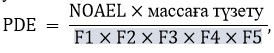 PDE = NOAEL × массаға түзету / F1 × F2 × F3 × F4 × F5 ,